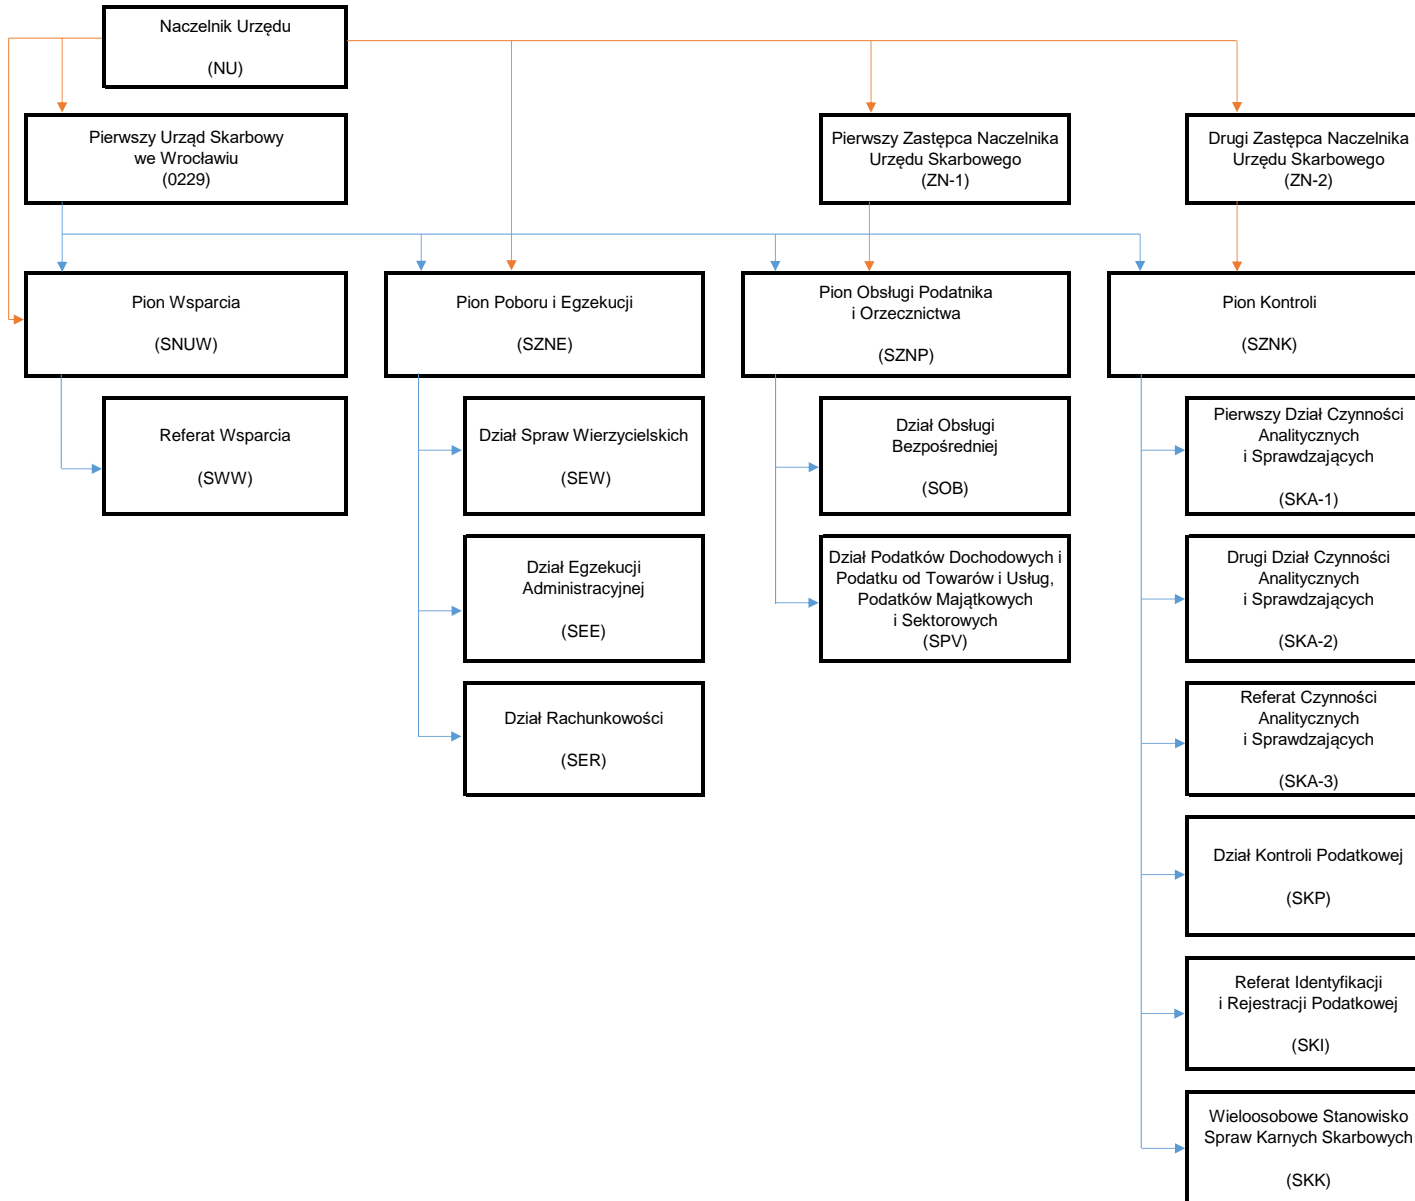 Naczelnik Urzędu
(NU)
Pierwszy Urząd Skarbowy
we Wrocławiu
(0229)
Pierwszy Zastępca Naczelnika
Urzędu Skarbowego
(ZN-1)
Drugi Zastępca Naczelnika
Urzędu Skarbowego
(ZN-2)
Pion Wsparcia
(SNUW)
Pion Poboru i Egzekucji
(SZNE)
Pion Obsługi Podatnika
i Orzecznictwa
(SZNP)
Pion Kontroli
(SZNK)
Referat Wsparcia
(SWW)
Dział Spraw Wierzycielskich
(SEW)
Dział Egzekucji
Administracyjnej
(SEE)
Dział Rachunkowości
(SER)
Dział Obsługi
Bezpośredniej
(SOB)
Dział Podatków Dochodowych i
Podatku od Towarów i Usług,
Podatków Majątkowych
i Sektorowych
(SPV)
Pierwszy Dział Czynności
Analitycznych
i Sprawdzających
(SKA-1)
Drugi Dział Czynności
Analitycznych
i Sprawdzających
(SKA-2)
Referat Czynności
Analitycznych
i Sprawdzających
(SKA-3)
Dział Kontroli Podatkowej
(SKP)
Referat Identyfikacji
i Rejestracji Podatkowej
(SKI)
Wieloosobowe Stanowisko
Spraw Karnych Skarbowych
(SKK)